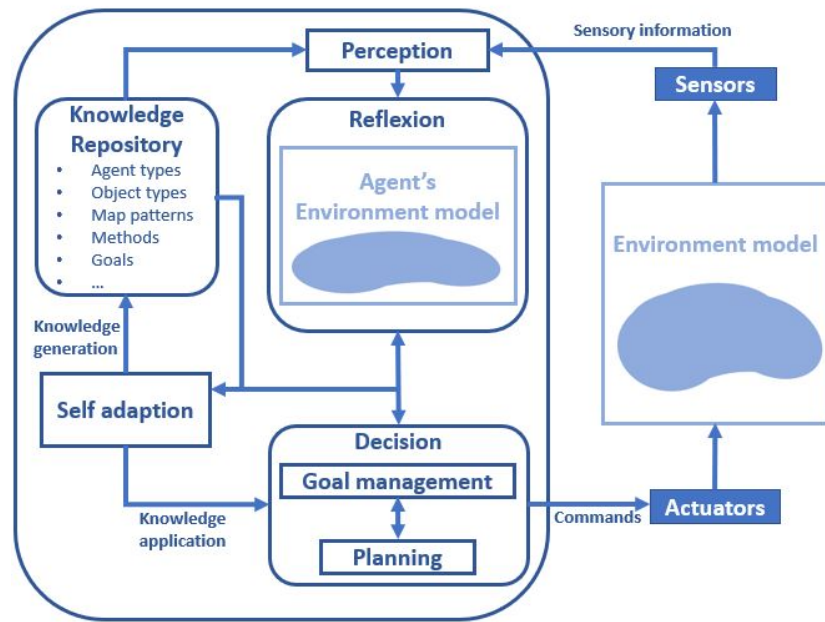 Perception
Sensory information
Sensors
Knowledge
Repository
• Agent types
• Object types
• Map patterns
• Methods
• Goals
• ...
Reflexion
Agent's
Environment model
Environment model
Knowledge
generation
Self adaption
Knowledge
application
Decision
Goal management
Planning
Commands
Actuators